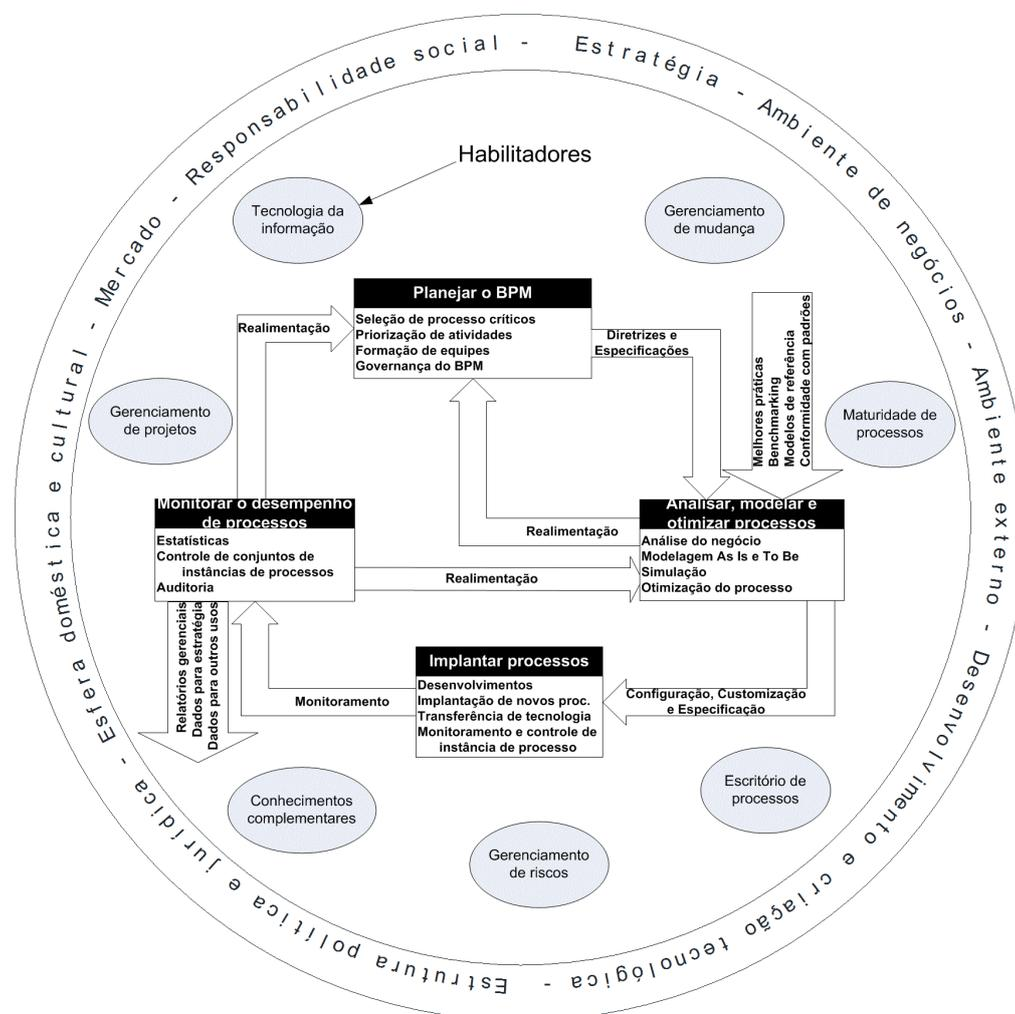 Estratégia - Ambiente de negócios - Ambiente externo - Desenvolvimento e criação tecnológica - Estrutura política e jurídica - Esfera doméstica e cultural - Mercado - Responsabilidade social -
Habilitadores
Tecnologia da
informação
Gerenciamento
de mudança
Planejar o BPM
Seleção de processo críticos
Priorização de atividades
Formação de equipes
Governança do BPM
Realimentação
Diretrizes e
Especificações
Melhores práticas
Benchmarking
Modelos de referência
Conformidade com padrões
Gerenciamento
de projetos
Maturidade de
processos
Monitorar o desempenho
de processos
Estatísticas
Controle de conjuntos de
instâncias de processos
Auditoria
Analisar, modelar e
otimizar processos
Análise do negócio
Modelagem As Is e To Be
Simulação
Otimização do processo
Realimentação
Realimentação
Relatórios gerenciais
Dados para estratégia
Dados para outros usos
Monitoramento
Implantar processos
Desenvolvimentos
Implantação de novos proc.
Transferência de tecnologia
Monitoramento e controle de
instância de processo
Configuração, Customização
e Especificação
Conhecimentos
complementares
Gerenciamento
de riscos
Escritório de
processos